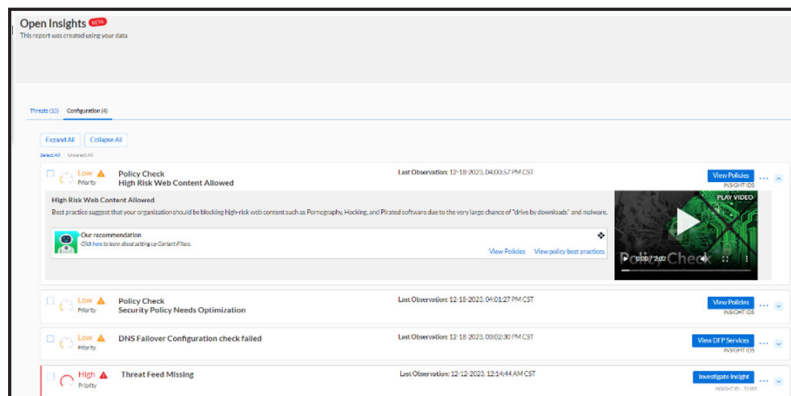 Open Insights BETA
This report was created using your data
Threats (10) Configuration (4)
Expand All Collapse All
Select All Unselect All
Low Priority
Policy Check
High Risk Web Content Allowed
Last Observation: 12-18-2023, 04:00:57 PM CST
View Policies
INSIGHT IDS
High Risk Web Content Allowed
Best practice suggest that your organization should be blocking high-risk web content such as Pornography, Hacking, and Pirated software due to the very large chance of "drive by downloads" and malware.
Our recommendation
Click here to learn about setting up Content Filters.
View Policies View policy best practices
PLAY VIDEO
0:00 / 2:02
Policy Check
Low Priority
Policy Check
Security Policy Needs Optimization
Last Observation: 12-18-2023, 04:01:27 PM CST
View Policies
INSIGHT IDS
Low Priority
DNS Failover Configuration check failed
Last Observation: 12-18-2023, 03:02:30 PM CST
View DFP Services
INSIGHT IDS
High Priority
Threat Feed Missing
Last Observation: 12-12-2023, 12:14:44 AM CST
Investigate Insight
INSIGHT ID